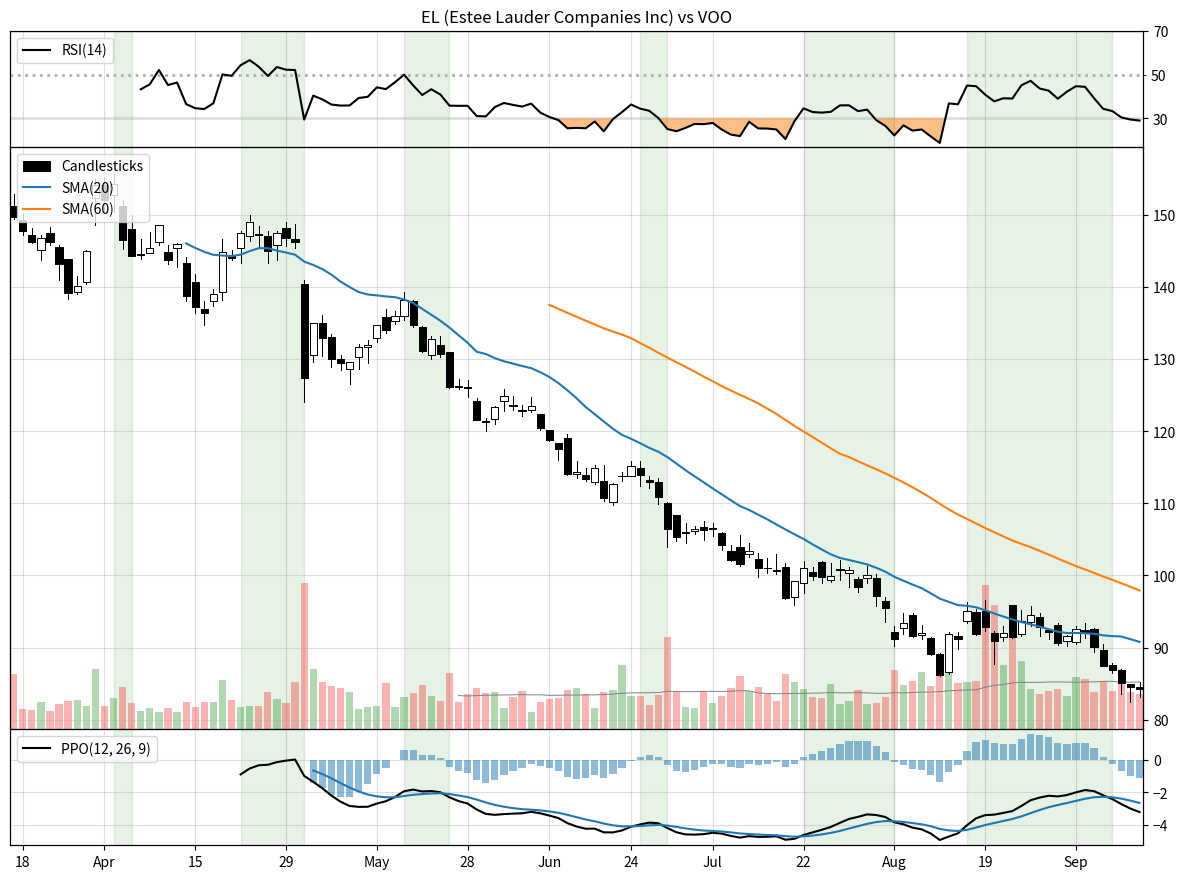 EL (Estee Lauder Companies Inc) vs VOO
RSI(14)
70
50
30
Candlesticks
SMA(20)
SMA(60)
150
140
130
120
110
100
90
80
PPO(12, 26, 9)
0
−2
−4
18 Apr 15 29 May 28 Jun 24 Jul 22 Aug 19 Sep